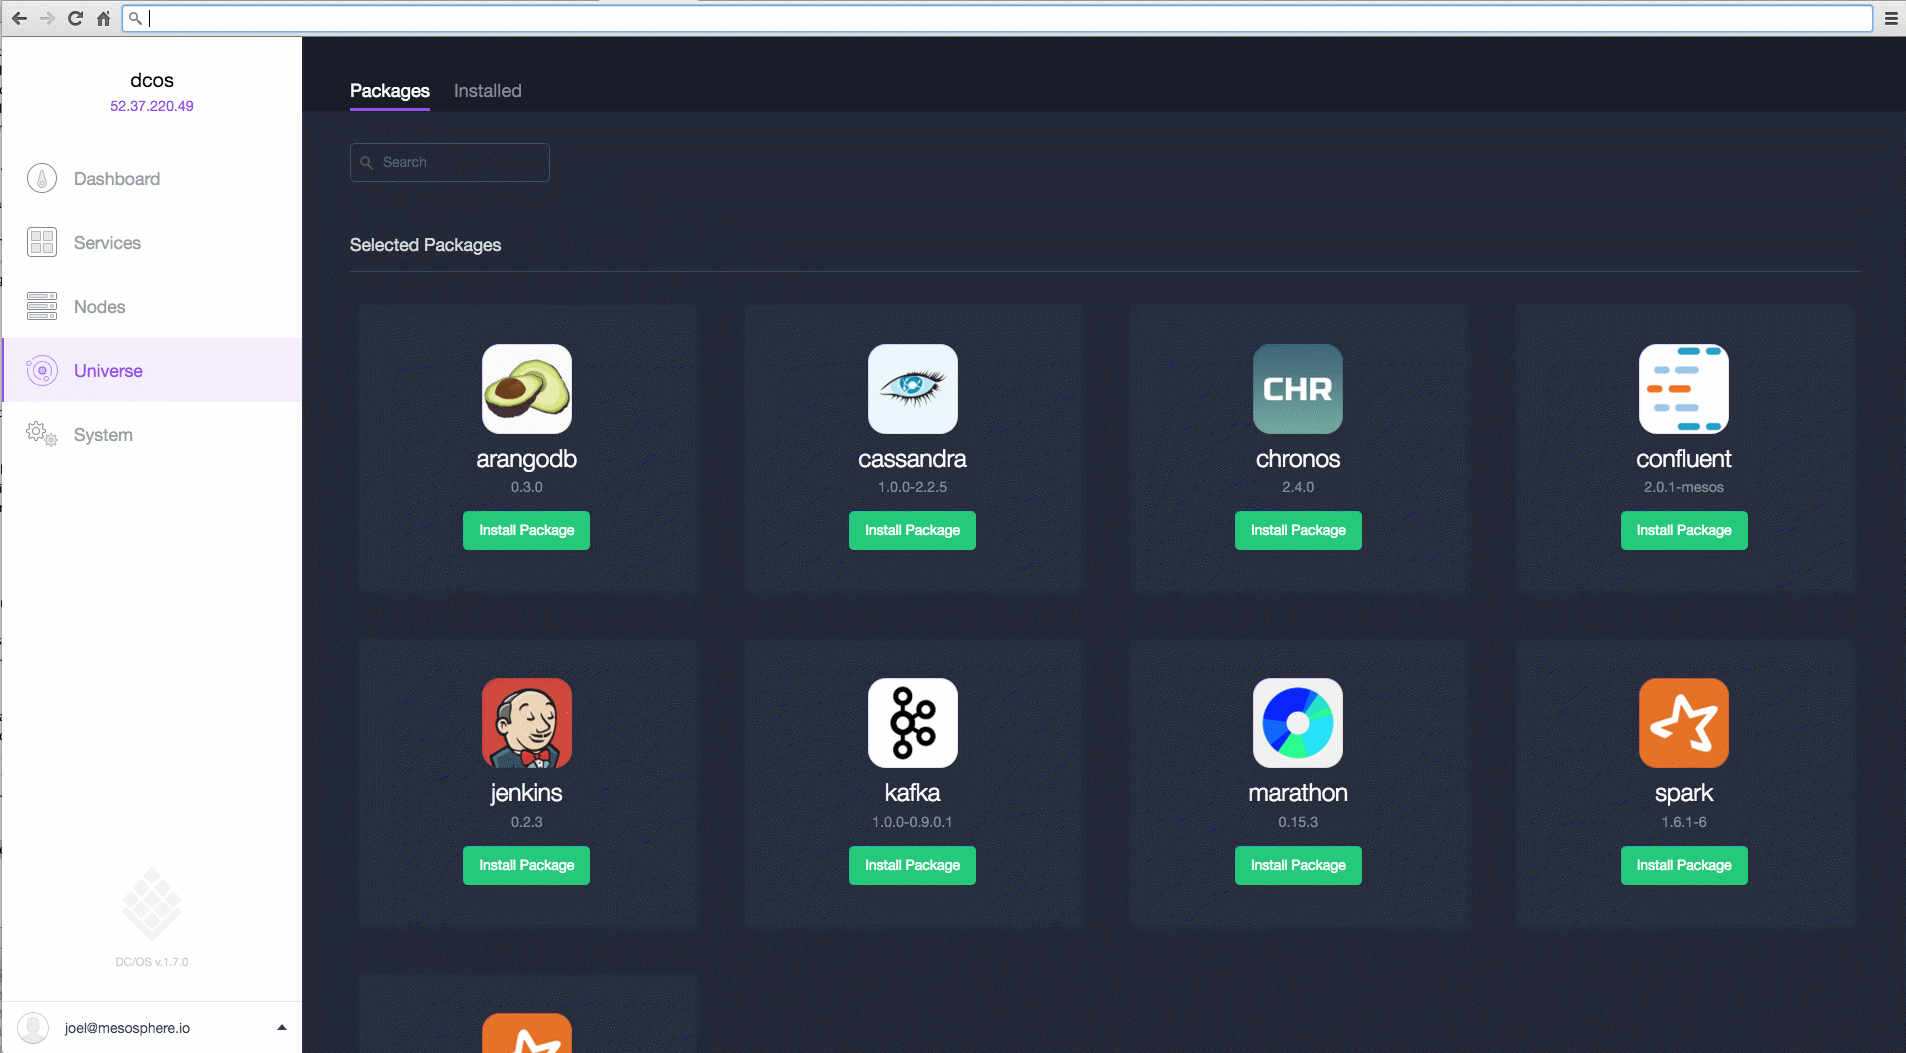 dcos
52.37.220.49
Dashboard
Services
Nodes
Universe
System
DC/OS v.1.7.0
joel@mesosphere.io
Packages
Installed
Search
Selected Packages
arangodb
0.3.0
Install Package
cassandra
1.0.0-2.2.5
Install Package
CHR
chronos
2.4.0
Install Package
confluent
2.0.1-mesos
Install Package
jenkins
0.2.3
Install Package
kafka
1.0.0-0.9.0.1
Install Package
marathon
0.15.3
Install Package
spark
1.6.1-6
Install Package